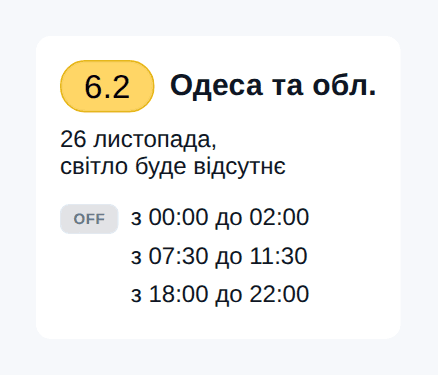 6.2 Одеса та обл.
26 листопада,
світло буде відсутнє
OFF з 00:00 до 02:00
з 07:30 до 11:30
з 18:00 до 22:00